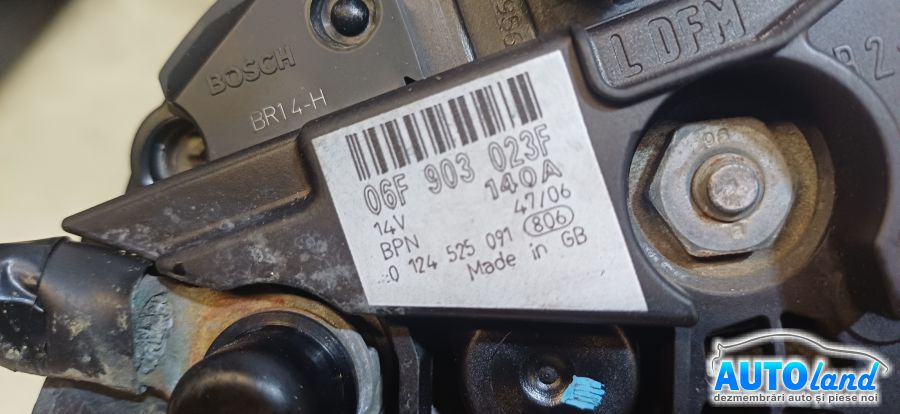 BOSCH
BR14-H
L DFM
06F 903 023F
14V 140A
BPN 47/06
0 124 525 091 806
Made in GB
AUTOland
dezmembrări auto și piese noi